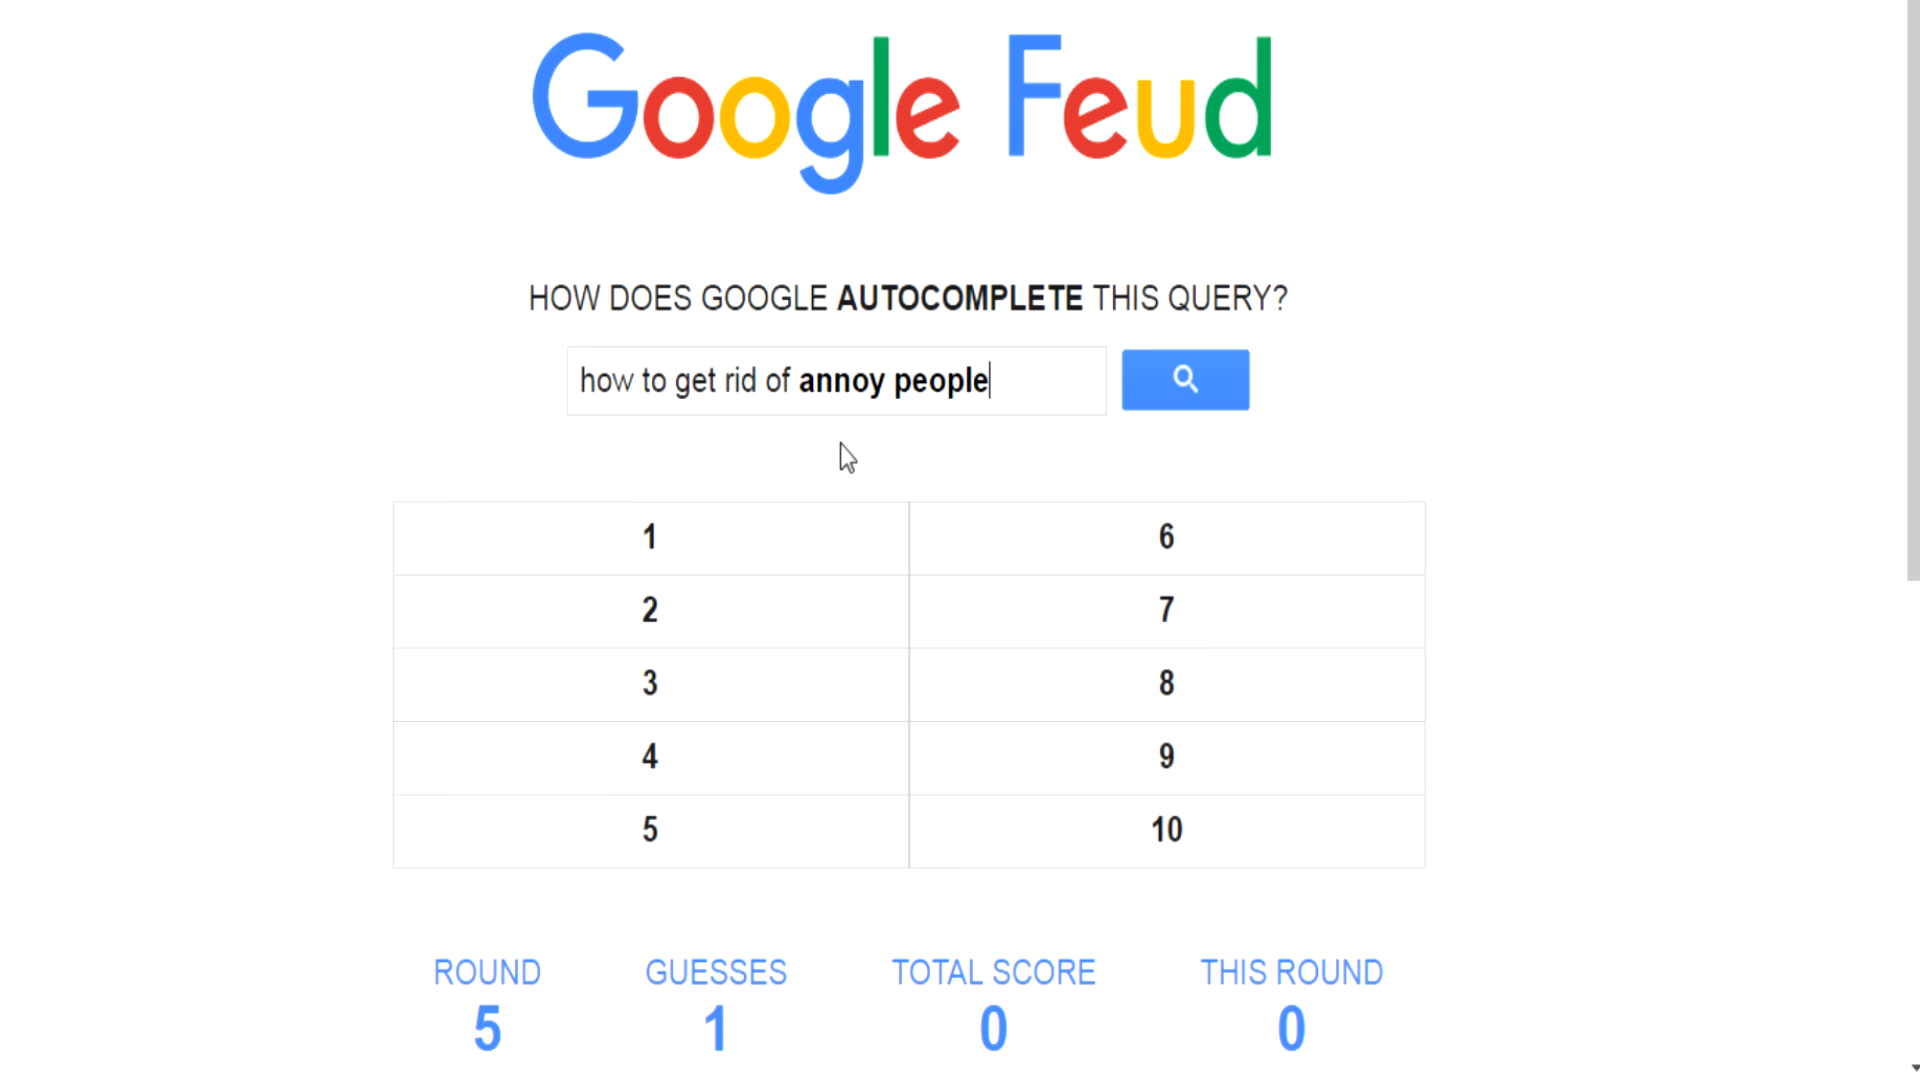 Google Feud
HOW DOES GOOGLE AUTOCOMPLETE THIS QUERY?
how to get rid of annoy people
1 6
2 7
3 8
4 9
5 10
ROUND GUESSES TOTAL SCORE THIS ROUND
5 1 0 0